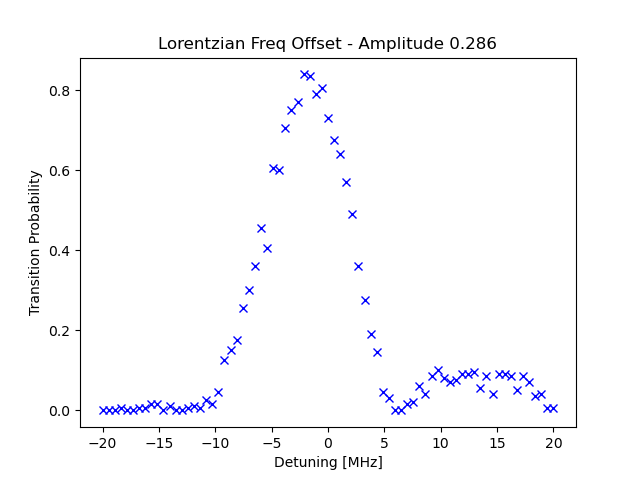 Lorentzian Freq Offset - Amplitude 0.286
Transition Probability
0.8
0.6
0.4
0.2
0.0
−20 −15 −10 −5 0 5 10 15 20
Detuning [MHz]